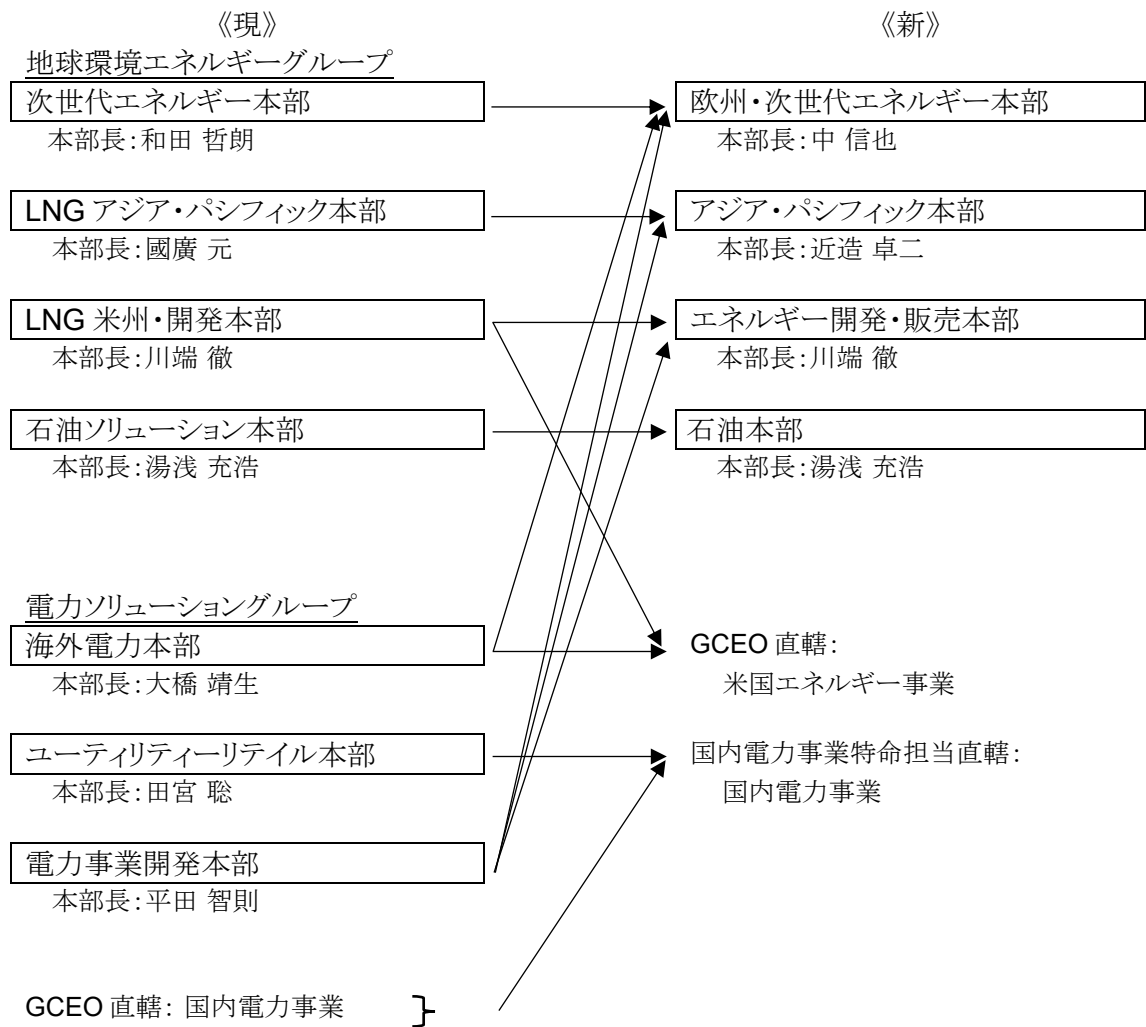 《現》
《新》
地球環境エネルギーグループ
次世代エネルギー本部
欧州・次世代エネルギー本部
本部長:和田 哲朗
本部長:中 信也
LNG アジア・パシフィック本部
アジア・パシフィック本部
本部長:國廣 元
本部長:近造 卓二
LNG 米州・開発本部
エネルギー開発・販売本部
本部長:川端 徹
本部長:川端 徹
石油ソリューション本部
石油本部
本部長:湯浅 充浩
本部長:湯浅 充浩
電力ソリューショングループ
海外電力本部
GCEO 直轄:
本部長:大橋 靖生
米国エネルギー事業
ユーティリティーリテイル本部
国内電力事業特命担当直轄:
本部長:田宮 聡
国内電力事業
電力事業開発本部
本部長:平田 智則
GCEO 直轄: 国内電力事業